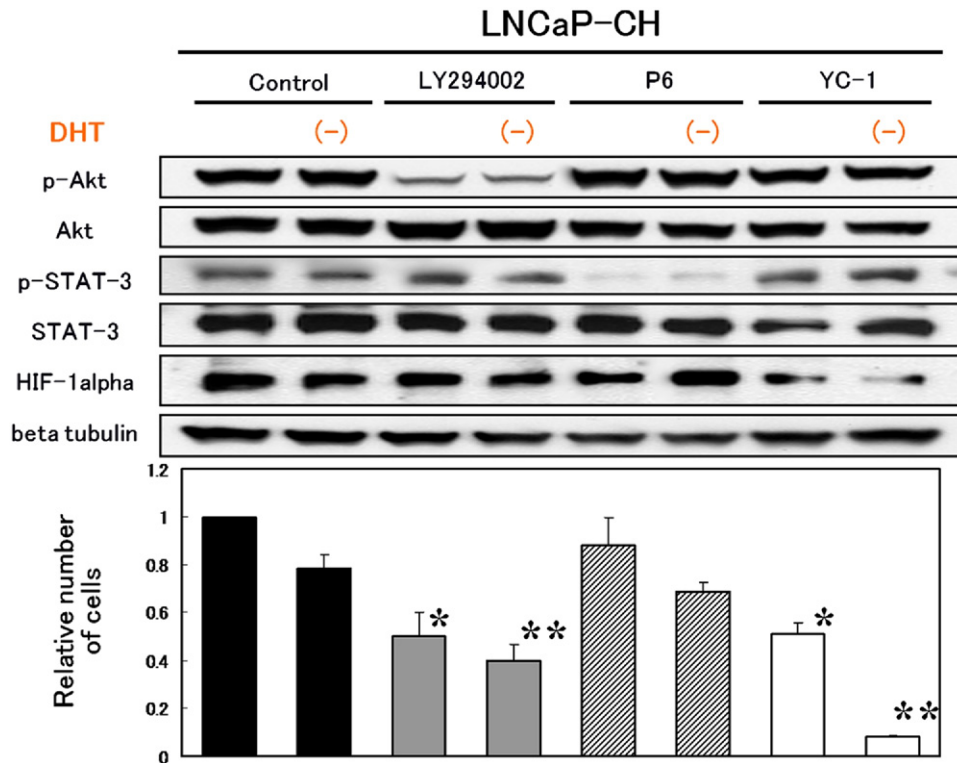 LNCaP-CH
Control LY294002 P6 YC-1
DHT (-) (-) (-) (-)
p-Akt
Akt
p-STAT-3
STAT-3
HIF-1alpha
beta tubulin
Relative number
of cells
1.2
1
0.8
0.6
0.4
0.2
0
* ** * **